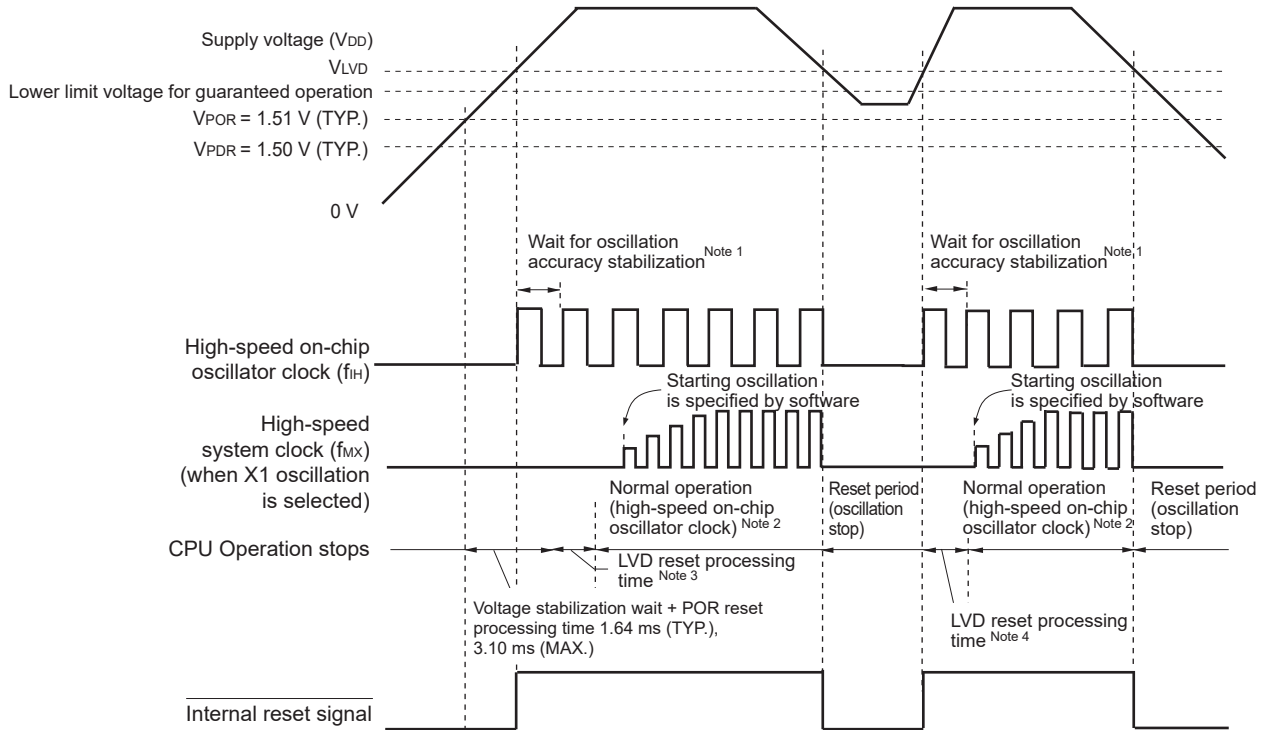 Supply voltage (VDD)
VLVD
Lower limit voltage for guaranteed operation
VPOR = 1.51 V (TYP.)
VPDR = 1.50 V (TYP.)
0 V
Wait for oscillation
accuracy stabilization Note 1
Wait for oscillation
accuracy stabilization Note 1
High-speed on-chip
oscillator clock (fIH)
Starting oscillation
is specified by software
Starting oscillation
is specified by software
High-speed
system clock (fMX)
(when X1 oscillation
is selected)
Normal operation
(high-speed on-chip
oscillator clock) Note 2
Reset period
(oscillation
stop)
Normal operation
(high-speed on-chip
oscillator clock) Note 2
Reset period
(oscillation
stop)
CPU Operation stops
LVD reset processing
time Note 3
Voltage stabilization wait + POR reset
processing time 1.64 ms (TYP.),
3.10 ms (MAX.)
LVD reset processing
time Note 4
Internal reset signal